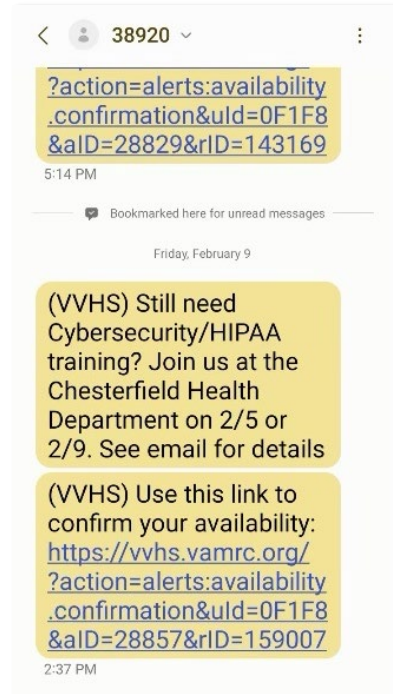 38920
?action=alerts:availability
.confirmation&uId=0F1F8
&aID=28829&rID=143169
5:14 PM
Bookmarked here for unread messages
Friday, February 9
(VVHS) Still need
Cybersecurity/HIPAA
training? Join us at the
Chesterfield Health
Department on 2/5 or
2/9. See email for details
(VVHS) Use this link to
confirm your availability:
https://vvhs.vamrc.org/
?action=alerts:availability
.confirmation&uId=0F1F8
&aID=28857&rID=159007
2:37 PM